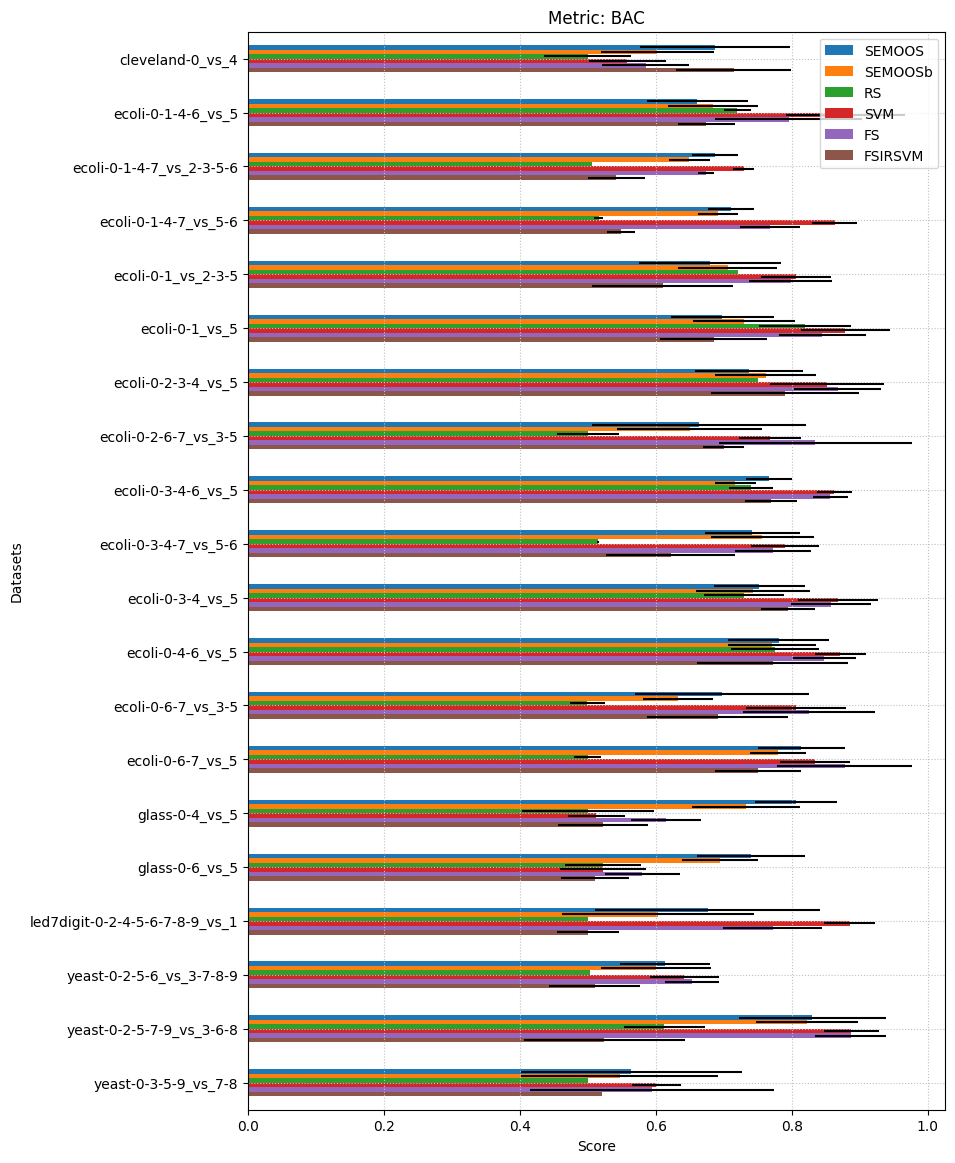 Metric: BAC
SEMOOS
SEMOOSb
RS
SVM
FS
FSIRSVM
Datasets
cleveland-0_vs_4
ecoli-0-1-4-6_vs_5
ecoli-0-1-4-7_vs_2-3-5-6
ecoli-0-1-4-7_vs_5-6
ecoli-0-1_vs_2-3-5
ecoli-0-1_vs_5
ecoli-0-2-3-4_vs_5
ecoli-0-2-6-7_vs_3-5
ecoli-0-3-4-6_vs_5
ecoli-0-3-4-7_vs_5-6
ecoli-0-3-4_vs_5
ecoli-0-4-6_vs_5
ecoli-0-6-7_vs_3-5
ecoli-0-6-7_vs_5
glass-0-4_vs_5
glass-0-6_vs_5
led7digit-0-2-4-5-6-7-8-9_vs_1
yeast-0-2-5-6_vs_3-7-8-9
yeast-0-2-5-7-9_vs_3-6-8
yeast-0-3-5-9_vs_7-8
0.0 0.2 0.4 0.6 0.8 1.0
Score